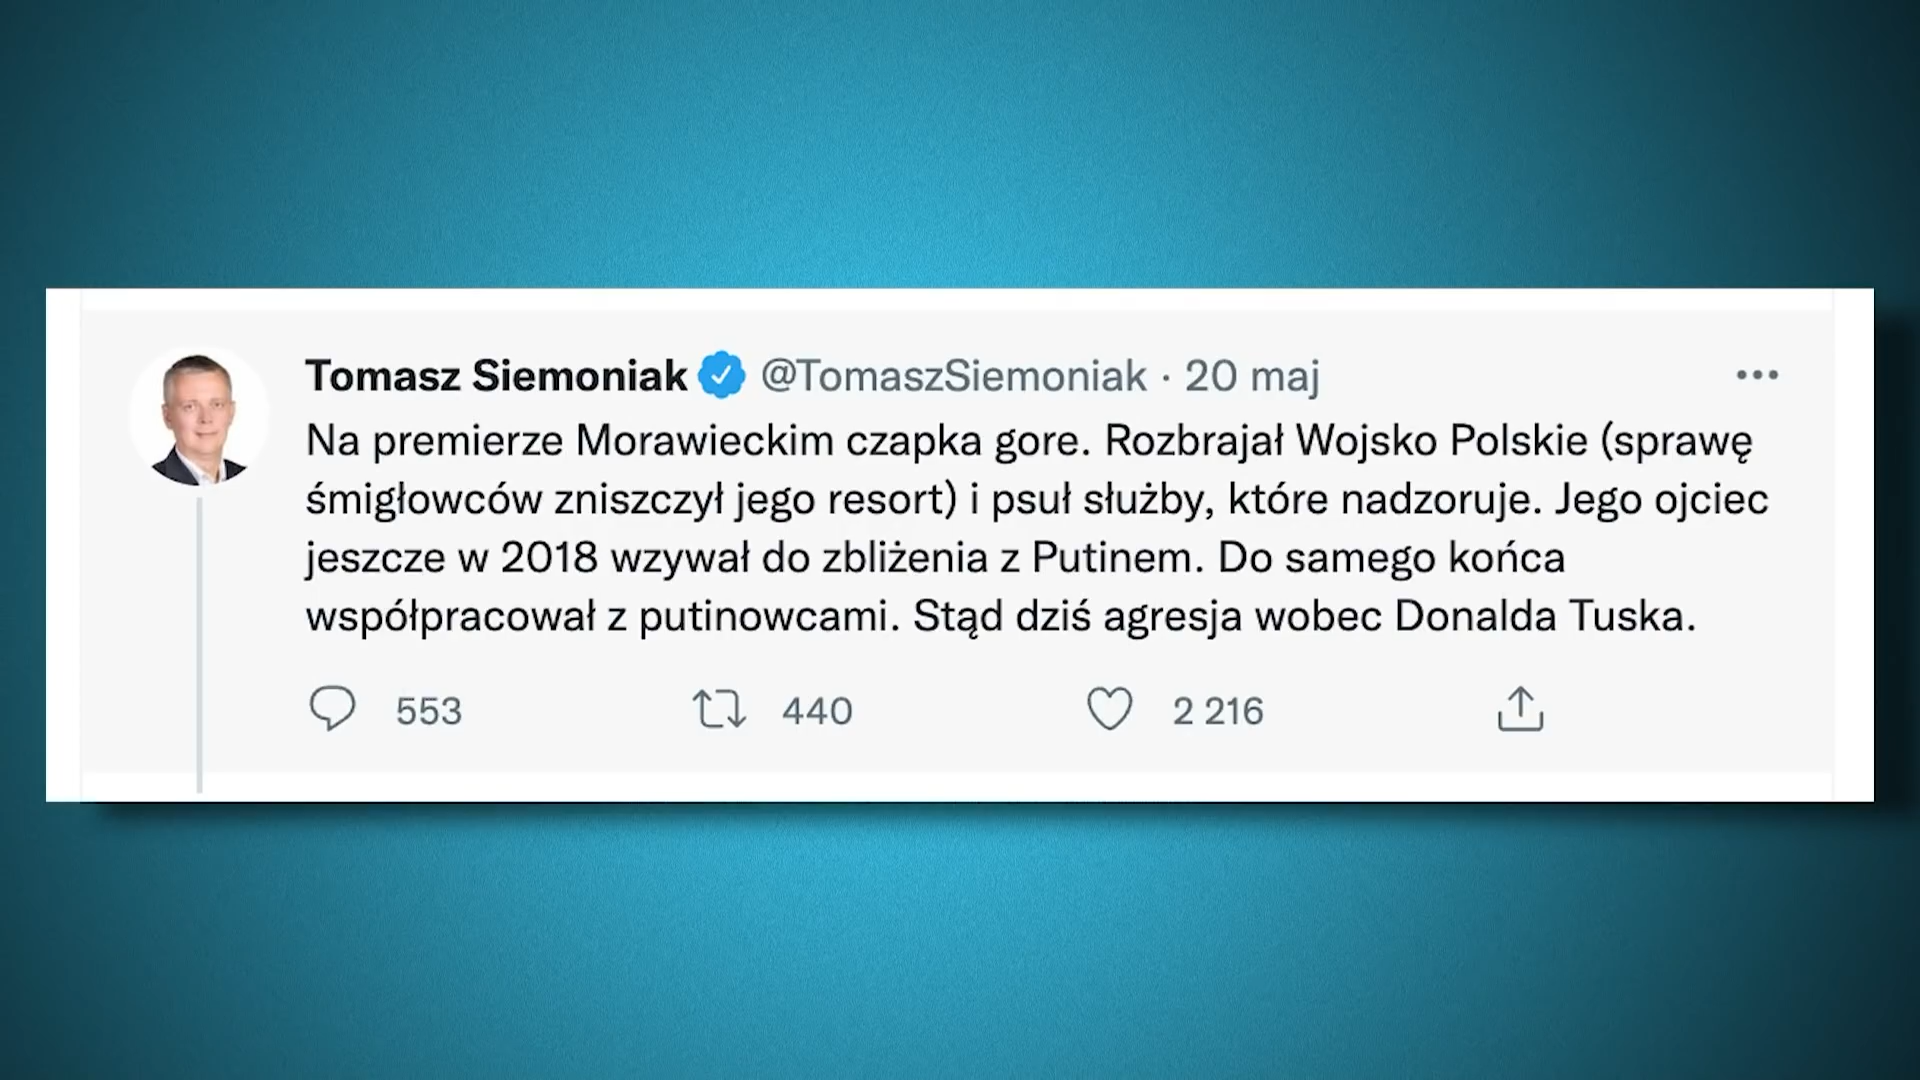 Tomasz Siemoniak @TomaszSiemoniak · 20 maj
Na premierze Morawieckim czapka gore. Rozbrajał Wojsko Polskie (sprawę
śmigłowców zniszczył jego resort) i psuł służby, które nadzoruje. Jego ojciec
jeszcze w 2018 wzywał do zbliżenia z Putinem. Do samego końca
współpracował z putinowcami. Stąd dziś agresja wobec Donalda Tuska.
553 440 2 216